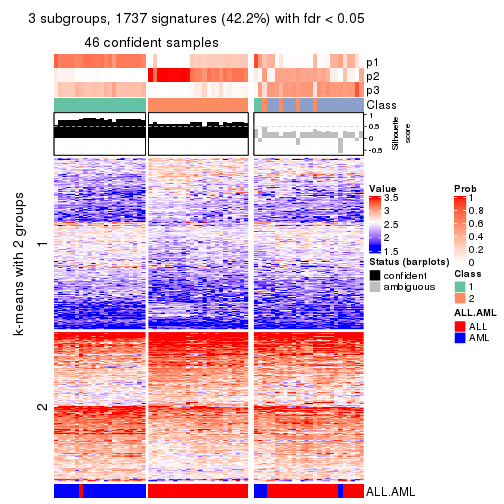 3 subgroups, 1737 signatures (42.2%) with fdr < 0.05
46 confident samples
p1
p2
p3
Class
1
0.5
0
-0.5
Silhouette
score
k-means with 2 groups
1
2
Value
3.5
3
2.5
2
1.5
Prob
1
0.8
0.6
0.4
0.2
0
Status (barplots)
confident
ambiguous
Class
1
2
ALL.AML
ALL
AML
ALL.AML